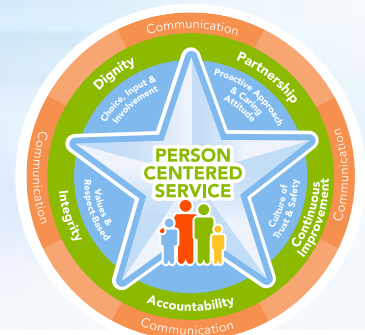 Communication
Dignity
Partnership
Choice, Input &
Involvement
Proactive Approach
& Caring
Attitude
PERSON
CENTERED
SERVICE
Communication
Communication
Integrity
Values &
Respect-Based
Culture of
Trust & Safety
Continuous
Improvement
Accountability
Communication